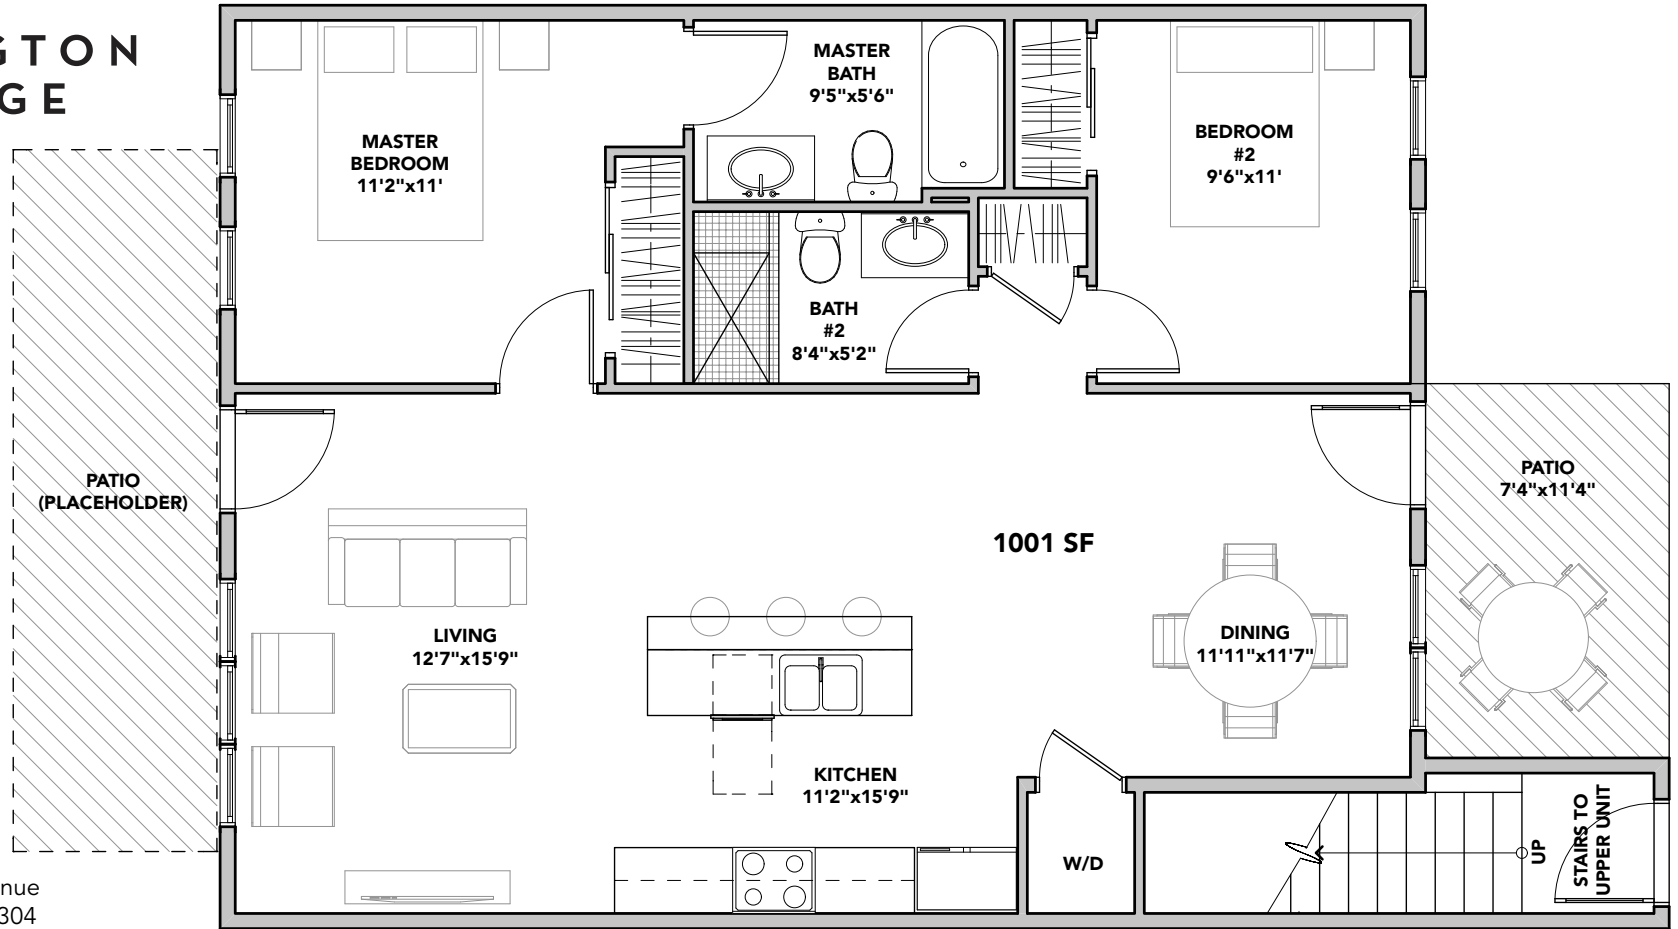 GTON
GE
MASTER
BATH
9'5"x5'6"
MASTER
BEDROOM
11'2"x11'
BEDROOM
#2
9'6"x11'
BATH
#2
8'4"x5'2"
PATIO
(PLACEHOLDER)
PATIO
7'4"x11'4"
1001 SF
LIVING
12'7"x15'9"
DINING
11'11"x11'7"
KITCHEN
11'2"x15'9"
W/D
UP
STAIRS TO
UPPER UNIT
nue
304